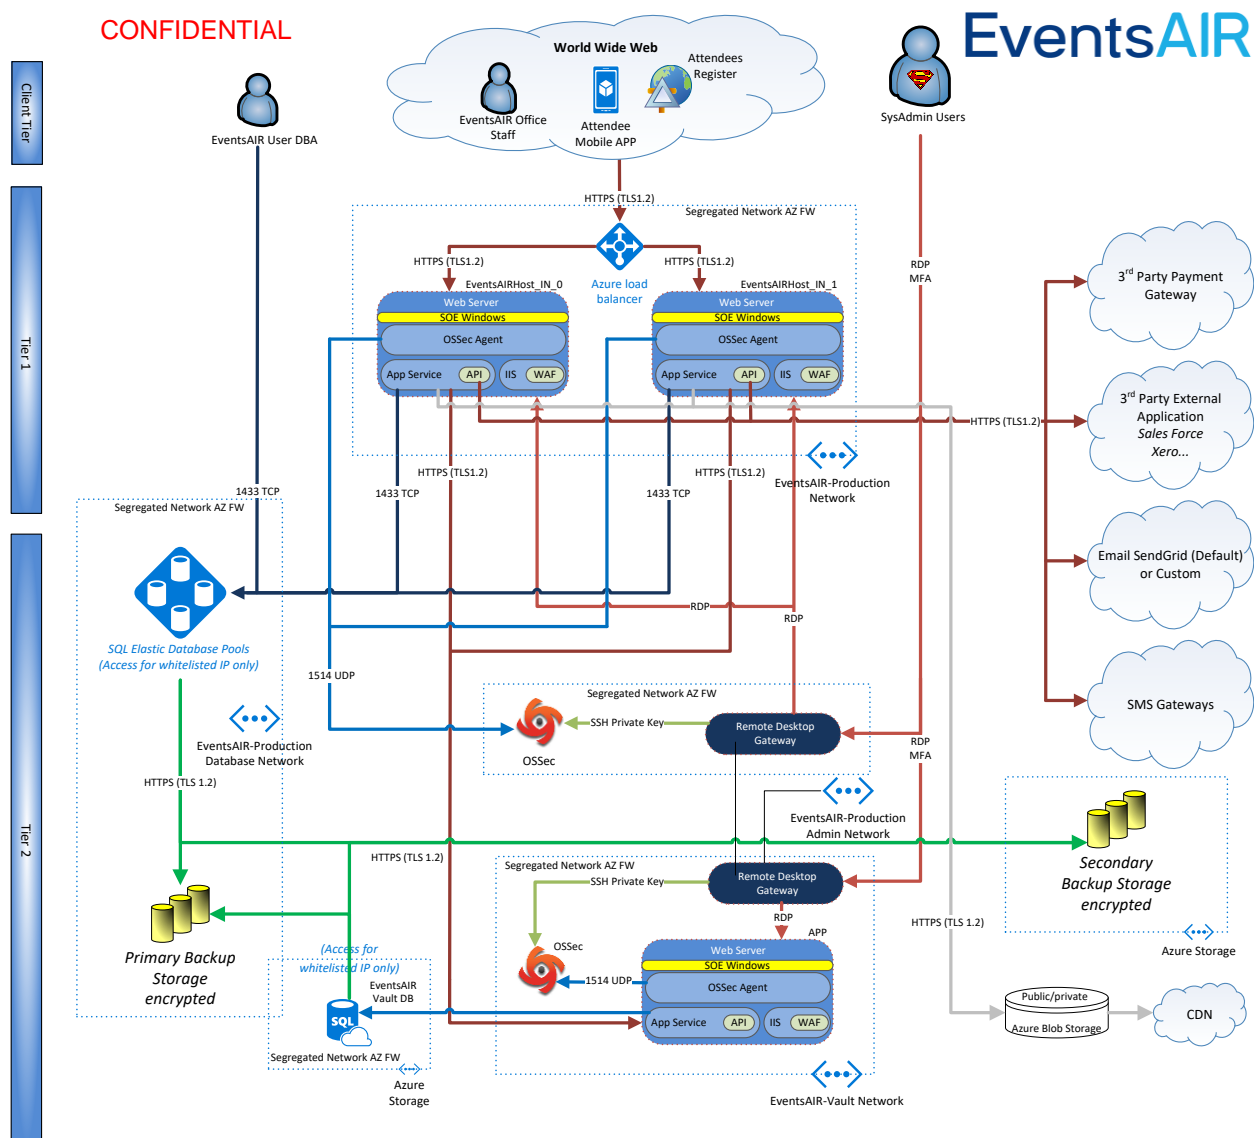 CONFIDENTIAL
EventsAIR
Client Tier
Tier 1
Tier 2
World Wide Web
Attendees
Register
EventsAIR Office
Staff
Attendee
Mobile APP
EventsAIR User DBA
SysAdmin Users
HTTPS (TLS1.2)
Segregated Network AZ FW
HTTPS (TLS1.2)
HTTPS (TLS1.2)
Azure load
balancer
RDP
MFA
EventsAIRHost_IN_0
Web Server
SOE Windows
OSSec Agent
App Service
API
IIS
WAF
EventsAIRHost_IN_1
Web Server
SOE Windows
OSSec Agent
App Service
API
IIS
WAF
3rd Party Payment
Gateway
3rd Party External
Application
Sales Force
Xero...
HTTPS (TLS1.2)
Email SendGrid (Default)
or Custom
SMS Gateways
1433 TCP
1433 TCP
HTTPS (TLS1.2)
1433 TCP
HTTPS (TLS1.2)
EventsAIR-Production
Network
Segregated Network AZ FW
SQL Elastic Database Pools
(Access for whitelisted IP only)
EventsAIR-Production
Database Network
HTTPS (TLS 1.2)
1514 UDP
RDP
RDP
Segregated Network AZ FW
OSSec
SSH Private Key
Remote Desktop
Gateway
RDP
MFA
EventsAIR-Production
Admin Network
HTTPS (TLS 1.2)
Primary Backup
Storage
encrypted
Secondary
Backup Storage
encrypted
Azure Storage
Segregated Network AZ FW
SSH Private Key
Remote Desktop
Gateway
RDP
APP
OSSec
1514 UDP
Web Server
SOE Windows
OSSec Agent
App Service
API
IIS
WAF
EventsAIR-Vault Network
(Access for
whitelisted IP only)
EventsAIR
Vault DB
SQL
Segregated Network AZ FW
Azure
Storage
HTTPS (TLS 1.2)
Public/private
Azure Blob Storage
CDN